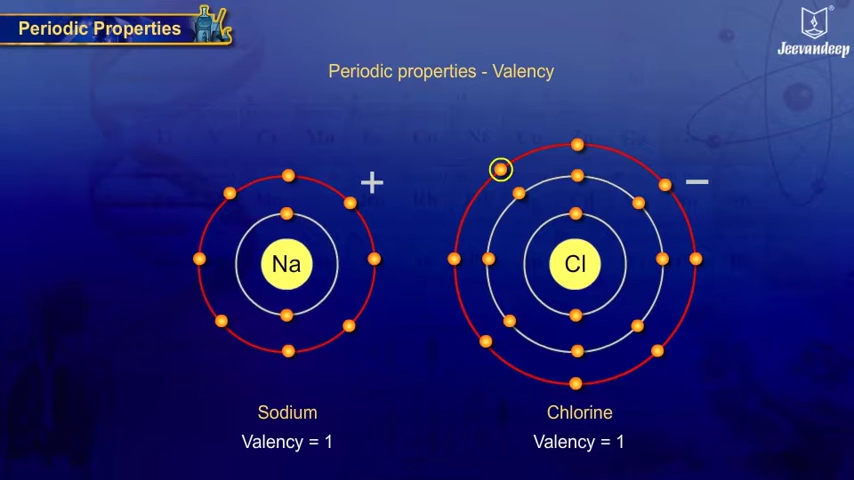 Periodic Properties
Jeevandeep®
Periodic properties - Valency
+
−
Na
Cl
Sodium
Chlorine
Valency = 1
Valency = 1